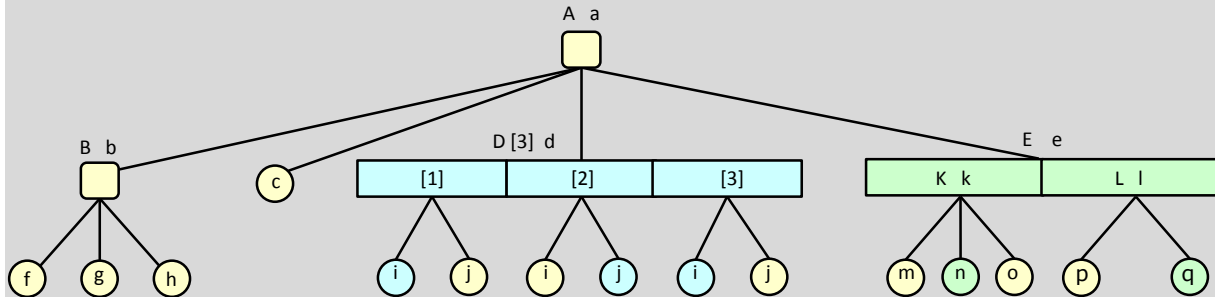 A a
B b
c
D [3] d
E e
[1] [2] [3]
K k L l
f g h i j i j i j m n o p q